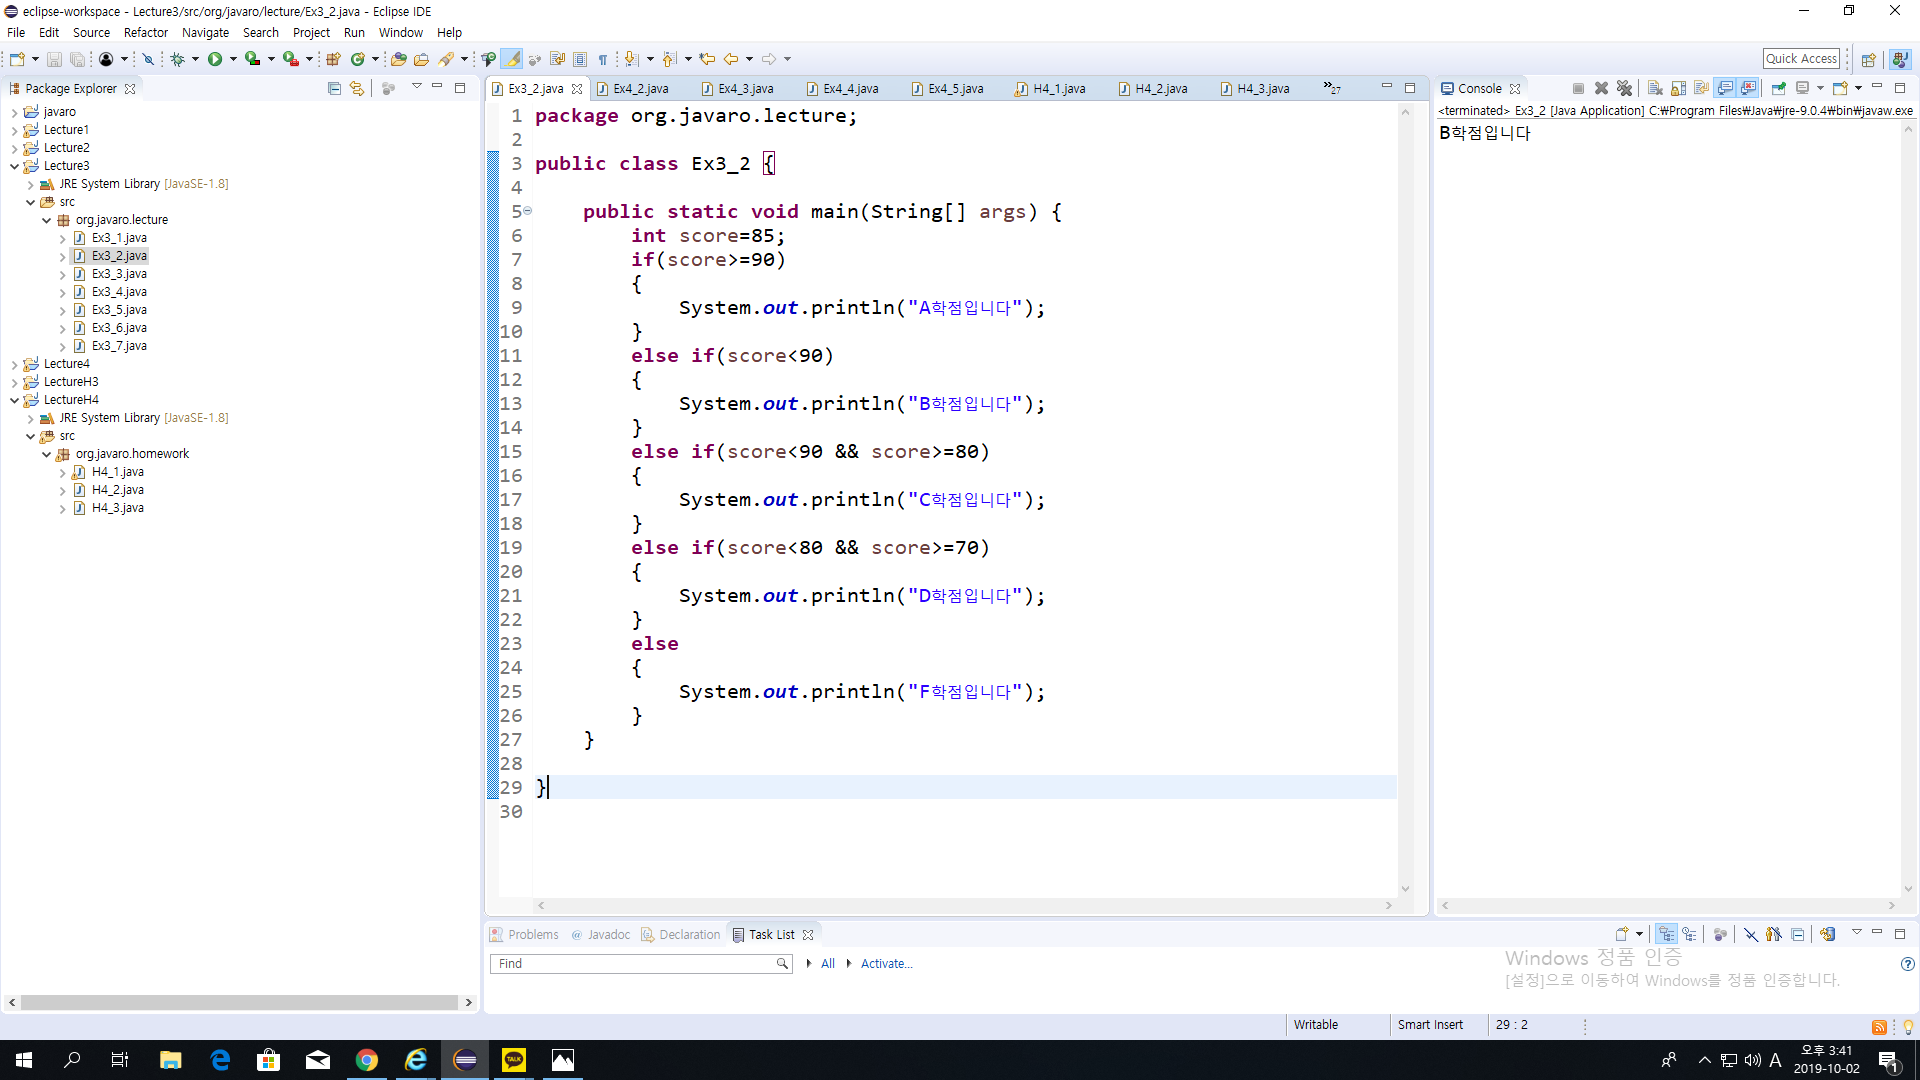 eclipse-workspace - Lecture3/src/org/javaro/lecture/Ex3_2.java - Eclipse IDE
File Edit Source Refactor Navigate Search Project Run Window Help
Quick Access
Package Explorer
javaro
Lecture1
Lecture2
Lecture3
JRE System Library [JavaSE-1.8]
src
org.javaro.lecture
Ex3_1.java
Ex3_2.java
Ex3_3.java
Ex3_4.java
Ex3_5.java
Ex3_6.java
Ex3_7.java
Lecture4
LectureH3
LectureH4
JRE System Library [JavaSE-1.8]
src
org.javaro.homework
H4_1.java
H4_2.java
H4_3.java
Ex3_2.java Ex4_2.java Ex4_3.java Ex4_4.java Ex4_5.java H4_1.java H4_2.java H4_3.java »27
1 package org.javaro.lecture;
2
3 public class Ex3_2 {
4
5 public static void main(String[] args) {
6 int score=85;
7 if(score>=90)
8 {
9 System.out.println("A학점입니다");
10 }
11 else if(score<90)
12 {
13 System.out.println("B학점입니다");
14 }
15 else if(score<90 && score>=80)
16 {
17 System.out.println("C학점입니다");
18 }
19 else if(score<80 && score>=70)
20 {
21 System.out.println("D학점입니다");
22 }
23 else
24 {
25 System.out.println("F학점입니다");
26 }
27 }
28
29 }
30
Console
<terminated> Ex3_2 [Java Application] C:₩Program Files₩Java₩jre-9.0.4₩bin₩javaw.exe
B학점입니다
Problems @ Javadoc Declaration Task List
Find All Activate...
Windows 정품 인증
[설정]으로 이동하여 Windows를 정품 인증합니다.
Writable Smart Insert 29 : 2
TALK
A 오후 3:41
2019-10-02
1